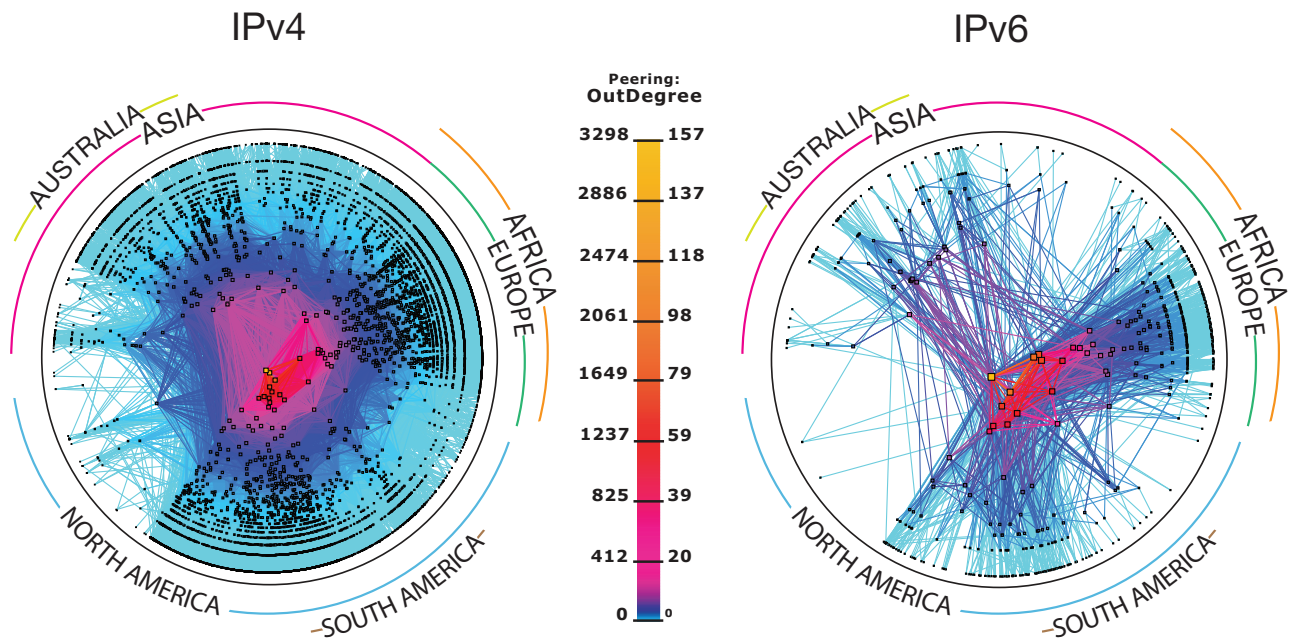 IPv4
IPv6
Peering:
OutDegree
3298 157
2886 137
2474 118
2061 98
1649 79
1237 59
825 39
412 20
0 0
AUSTRALIA
ASIA
AFRICA
EUROPE
NORTH AMERICA
SOUTH AMERICA
AUSTRALIA
ASIA
AFRICA
EUROPE
NORTH AMERICA
SOUTH AMERICA